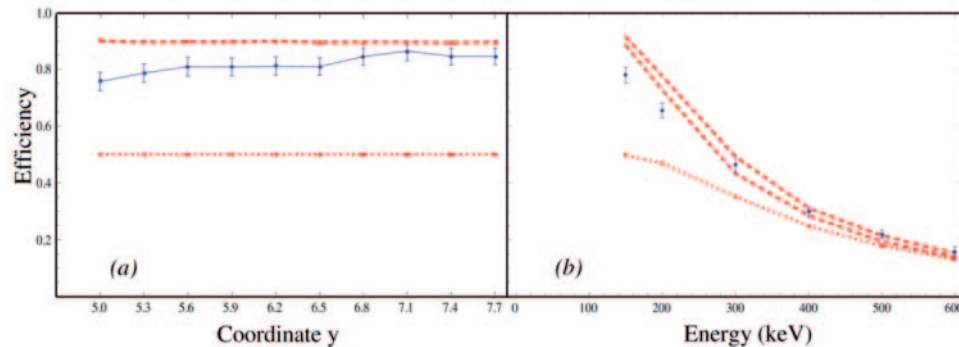 1.0
0.8
0.6
0.4
0.2
Efficiency
(a)
(b)
5.0 5.3 5.6 5.9 6.2 6.5 6.8 7.1 7.4 7.7
0 100 200 300 400 500 600
Coordinate y
Energy (keV)